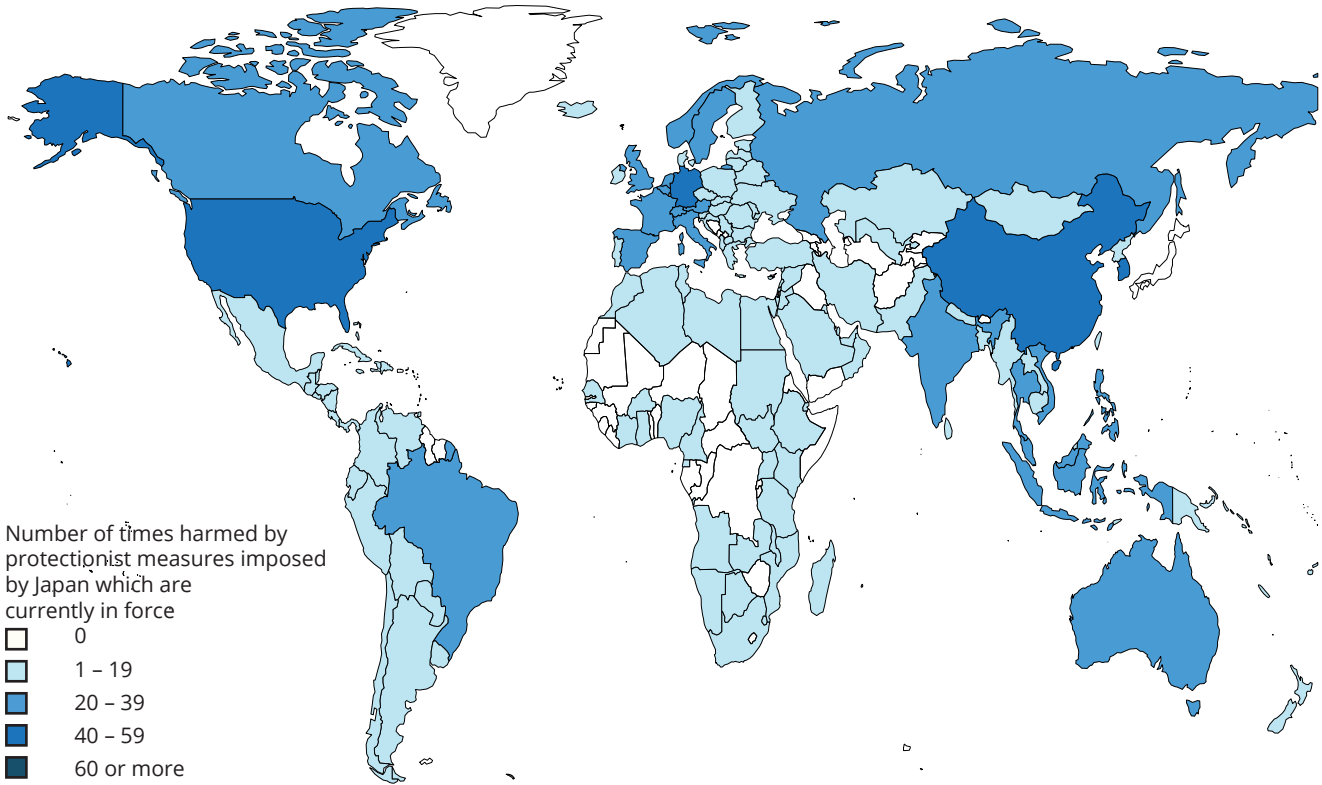 Number of times harmed by
protectionist measures imposed
by Japan which are
currently in force
0
1 – 19
20 – 39
40 – 59
60 or more